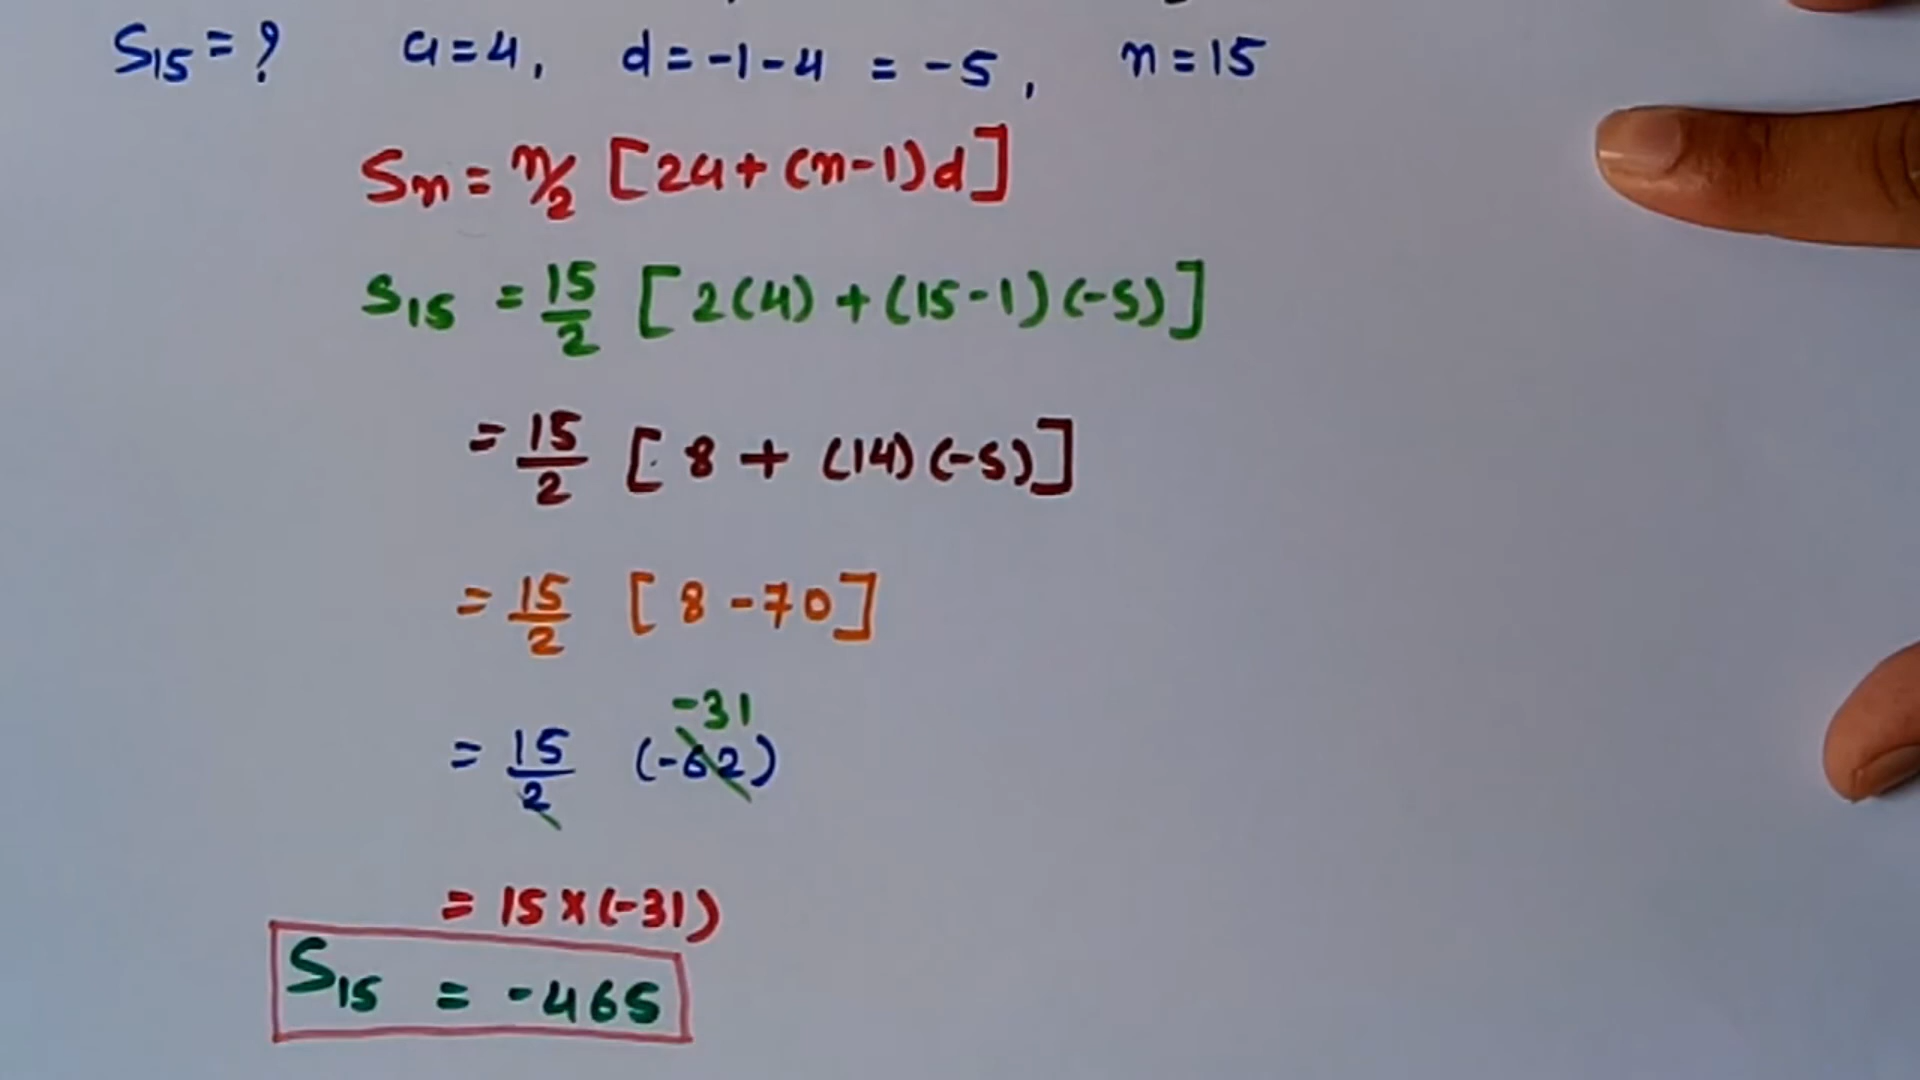 S15 = ? a = 4, d = -1 - 4 = -5, n = 15
Sn = n/2 [2a + (n-1)d]
S15 = 15/2 [2(4) + (15-1)(-5)]
= 15/2 [8 + (14)(-5)]
= 15/2 [8 - 70]
-31
= 15/2 (-62)
= 15 × (-31)
S15 = -465